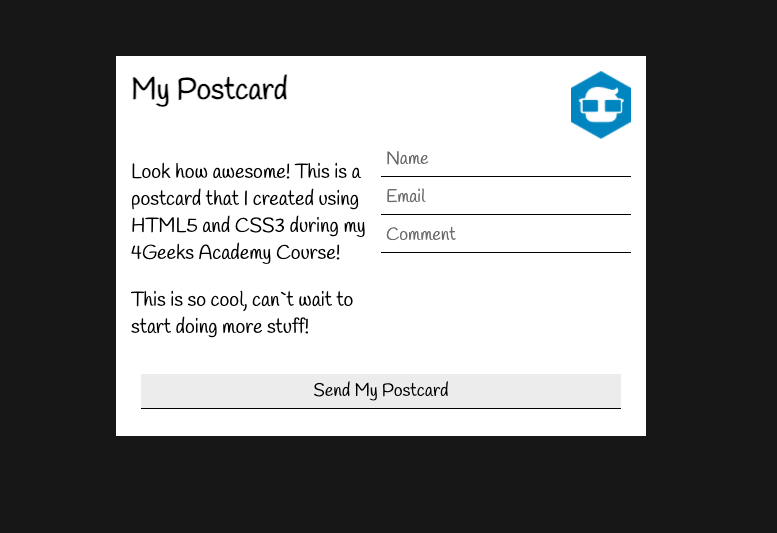 My Postcard
Look how awesome! This is a
postcard that I created using
HTML5 and CSS3 during my
4Geeks Academy Course!
This is so cool, can`t wait to
start doing more stuff!
Name
Email
Comment
Send My Postcard